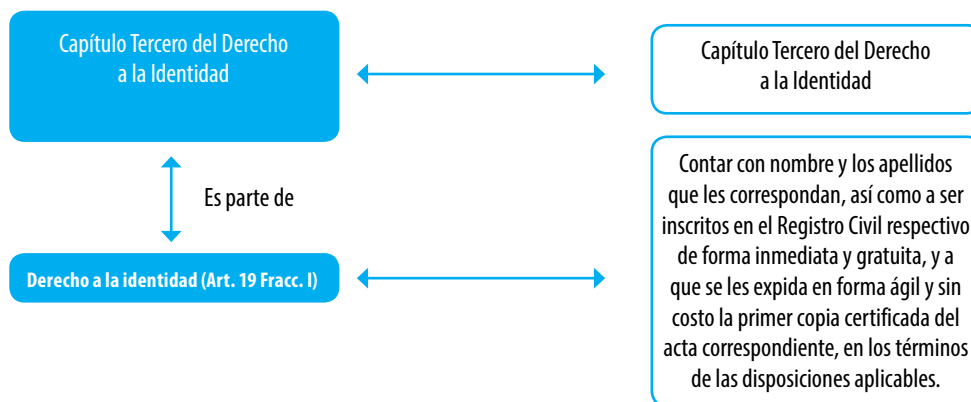 Capítulo Tercero del Derecho
a la Identidad
Capítulo Tercero del Derecho
a la Identidad
Es parte de
Derecho a la identidad (Art. 19 Fracc. I)
Contar con nombre y los apellidos
que les correspondan, así como a ser
inscritos en el Registro Civil respectivo
de forma inmediata y gratuita, y a
que se les expida en forma ágil y sin
costo la primer copia certificada del
acta correspondiente, en los términos
de las disposiciones aplicables.